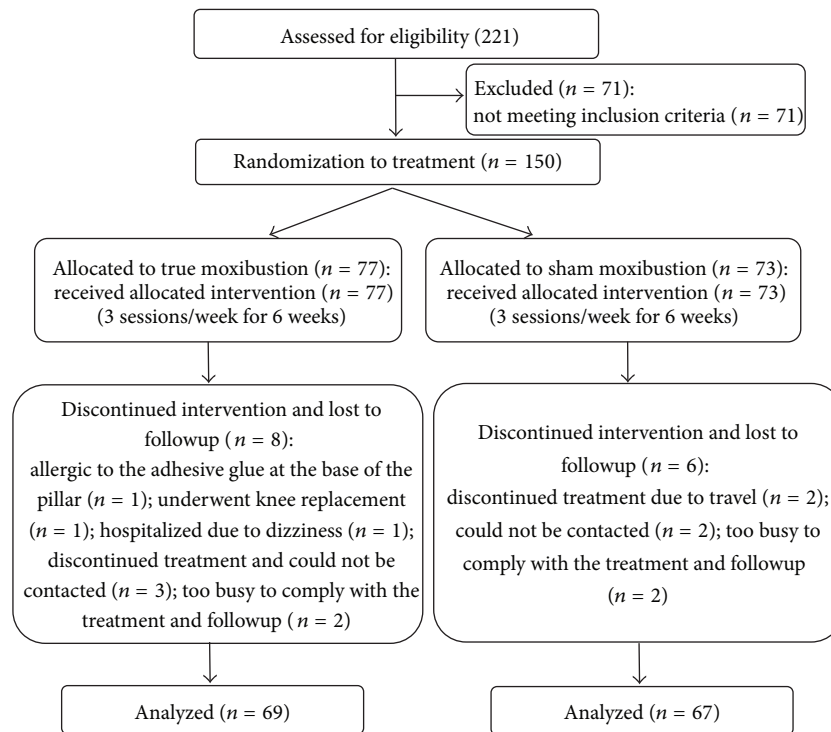 Assessed for eligibility (221)
Excluded (n = 71):
not meeting inclusion criteria (n = 71)
Randomization to treatment (n = 150)
Allocated to true moxibustion (n = 77):
received allocated intervention (n = 77)
(3 sessions/week for 6 weeks)
Allocated to sham moxibustion (n = 73):
received allocated intervention (n = 73)
(3 sessions/week for 6 weeks)
Discontinued intervention and lost to
followup (n = 8):
allergic to the adhesive glue at the base of the
pillar (n = 1); underwent knee replacement
(n = 1); hospitalized due to dizziness (n = 1);
discontinued treatment and could not be
contacted (n = 3); too busy to comply with the
treatment and followup (n = 2)
Discontinued intervention and lost to
followup (n = 6):
discontinued treatment due to travel (n = 2);
could not be contacted (n = 2); too busy to
comply with the treatment and followup
(n = 2)
Analyzed (n = 69)
Analyzed (n = 67)